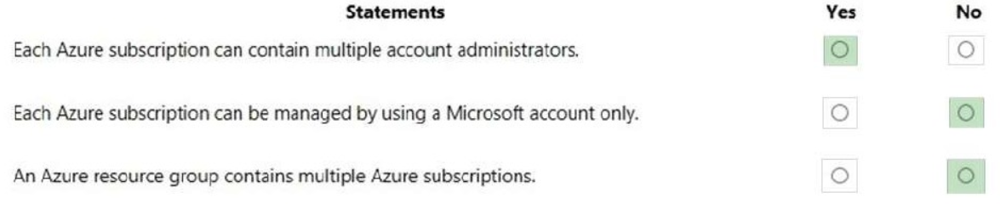 Statements Yes No
Each Azure subscription can contain multiple account administrators.
Each Azure subscription can be managed by using a Microsoft account only.
An Azure resource group contains multiple Azure subscriptions.